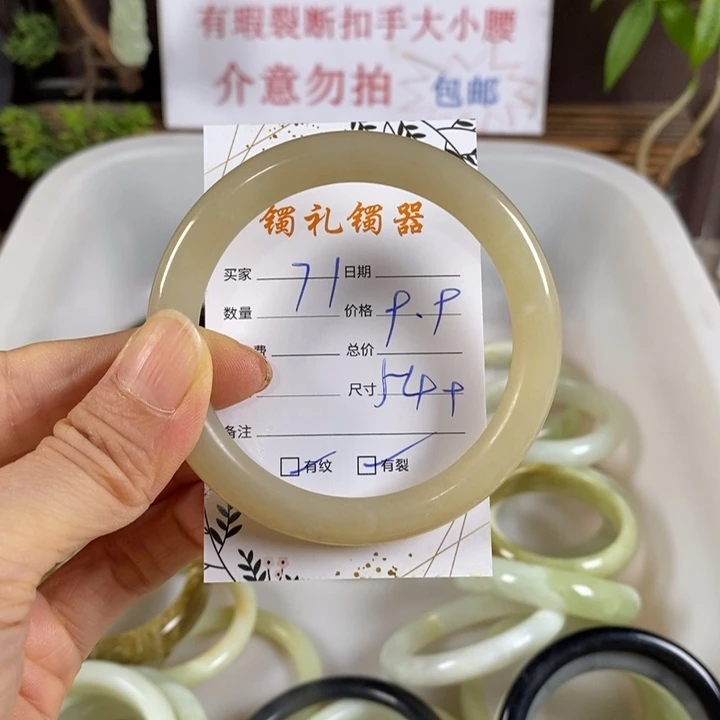 有瑕裂断扣手大小腰
介意勿拍 包邮
镯礼镯器
买家 71 日期
数量 价格 9.9
费 总价
尺寸 54++
备注
有纹 有裂